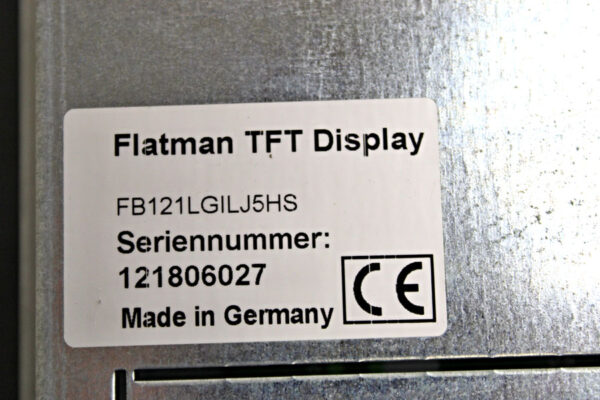 Flatman TFT Display
FB121LGILJ5HS
Seriennummer:
121806027
Made in Germany CE